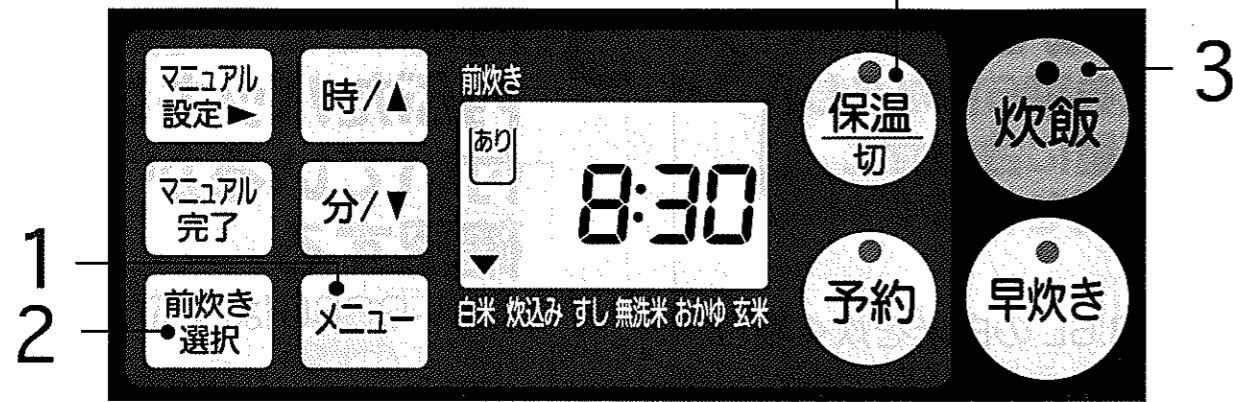 マニュアル
設定▶
時/▲
前炊き
あり
8:30
保温
切
炊飯
3
マニュアル
完了
分/▼
1
2
前炊き
選択
メニュー
▼
白米 炊込み すし 無洗米 おかゆ 玄米
予約
早炊き